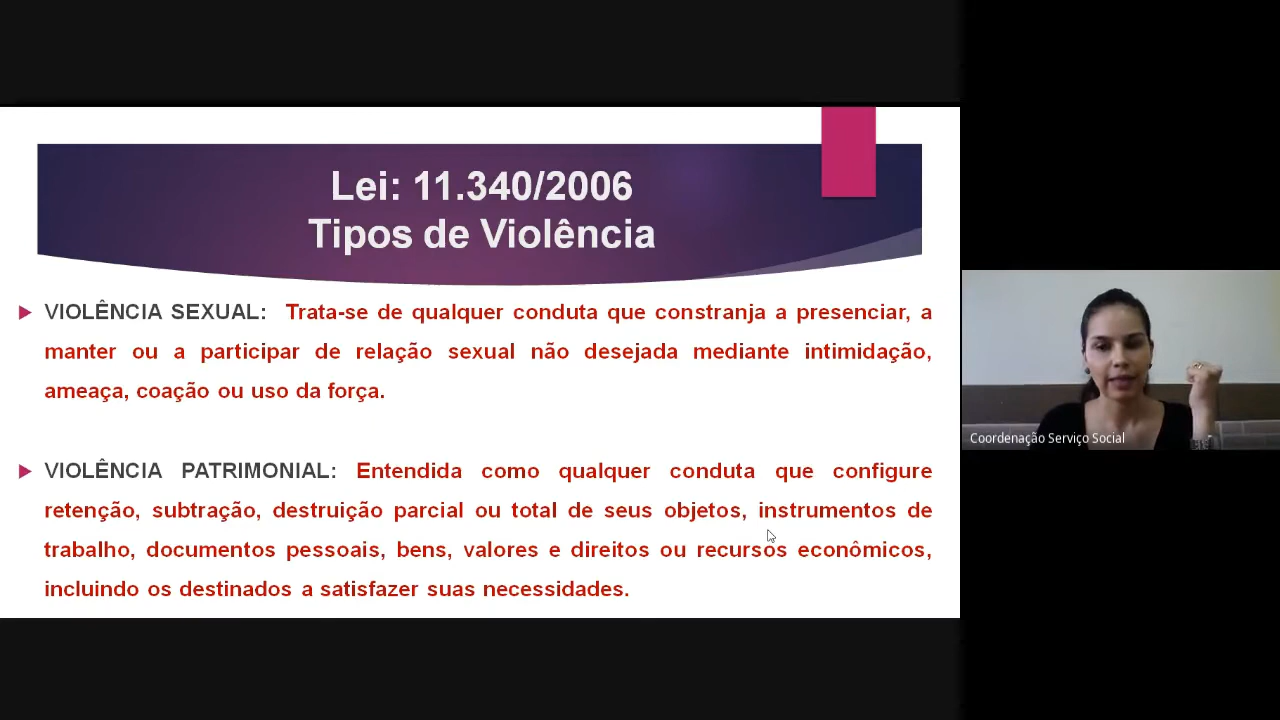 Lei: 11.340/2006
Tipos de Violência
VIOLÊNCIA SEXUAL: Trata-se de qualquer conduta que constranja a presenciar, a
manter ou a participar de relação sexual não desejada mediante intimidação,
ameaça, coação ou uso da força.
VIOLÊNCIA PATRIMONIAL: Entendida como qualquer conduta que configure
retenção, subtração, destruição parcial ou total de seus objetos, instrumentos de
trabalho, documentos pessoais, bens, valores e direitos ou recursos econômicos,
incluindo os destinados a satisfazer suas necessidades.
Coordenação Serviço Social